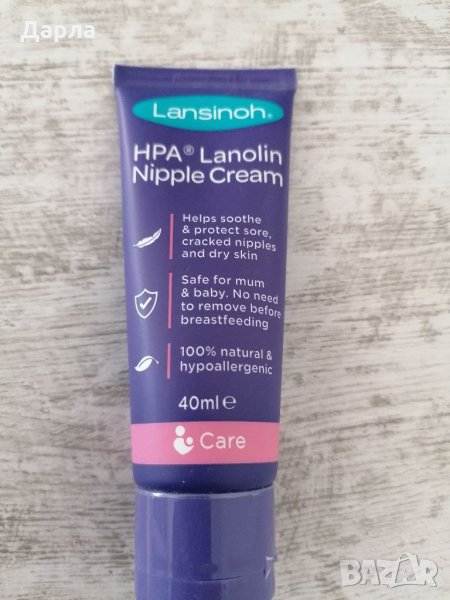 Дарла
Lansinoh®
HPA® Lanolin
Nipple Cream
Helps soothe
& protect sore,
cracked nipples
and dry skin
Safe for mum
& baby. No need
to remove before
breastfeeding
100% natural &
hypoallergenic
40ml e
Care
BAZAR